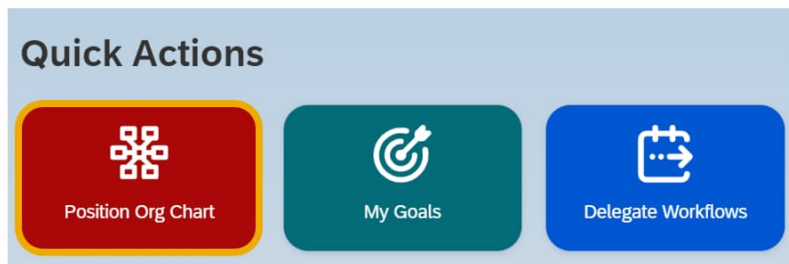 Quick Actions
Position Org Chart
My Goals
Delegate Workflows